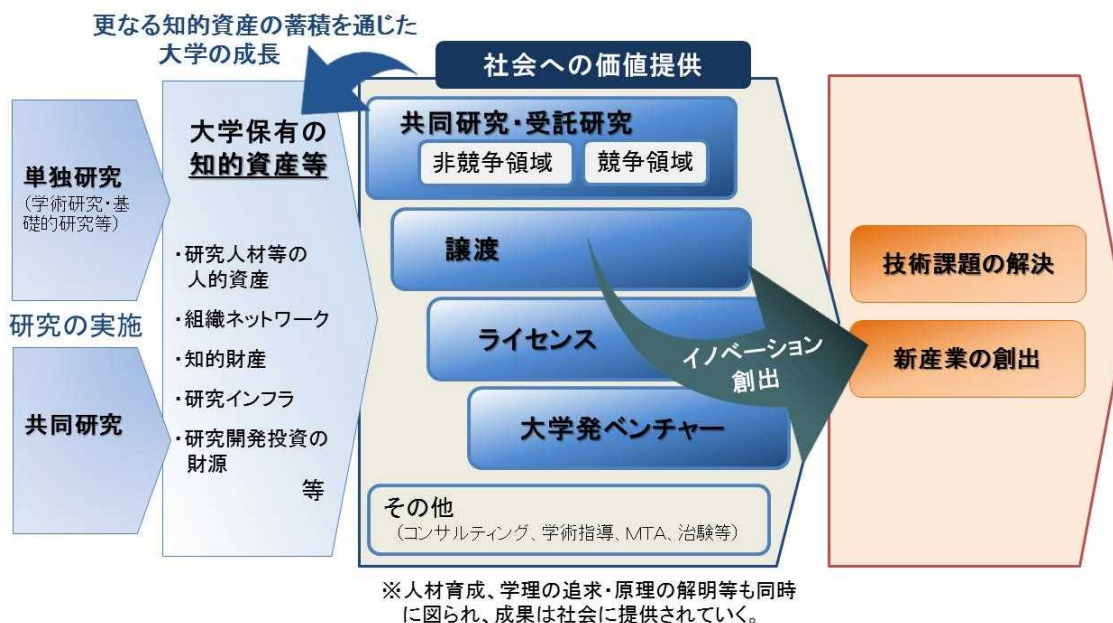 更なる知的資産の蓄積を通じた
大学の成長
社会への価値提供
単独研究
(学術研究・基
礎的研究等)
研究の実施
共同研究
大学保有の
知的資産等
・研究人材等の
人的資産
・組織ネットワーク
・知的財産
・研究インフラ
・研究開発投資の
財源
等
共同研究・受託研究
非競争領域
競争領域
譲渡
ライセンス
大学発ベンチャー
イノベーション
創出
その他
(コンサルティング、学術指導、MTA、治験等)
技術課題の解決
新産業の創出
※人材育成、学理の追求・原理の解明等も同時
に図られ、成果は社会に提供されていく。